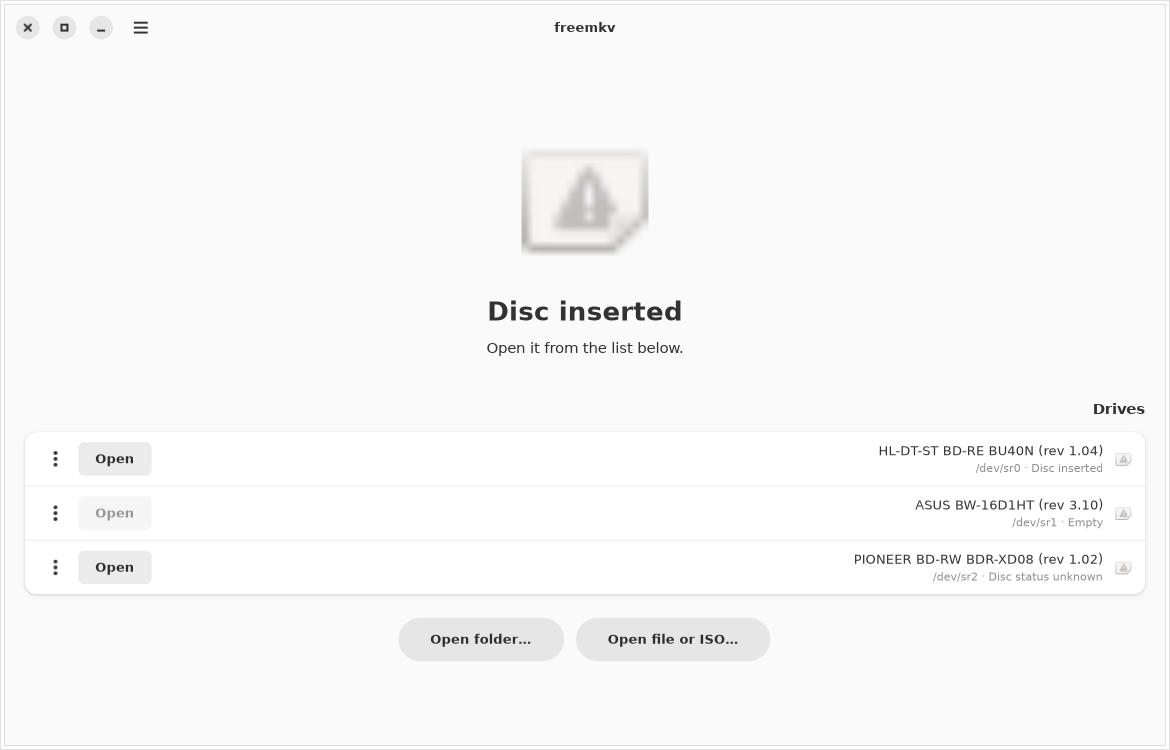 freemkv
Disc inserted
Open it from the list below.
Drives
HL-DT-ST BD-RE BU40N (rev 1.04)
/dev/sr0 · Disc inserted
Open
ASUS BW-16D1HT (rev 3.10)
/dev/sr1 · Empty
Open
PIONEER BD-RW BDR-XD08 (rev 1.02)
/dev/sr2 · Disc status unknown
Open
Open folder…
Open file or ISO…